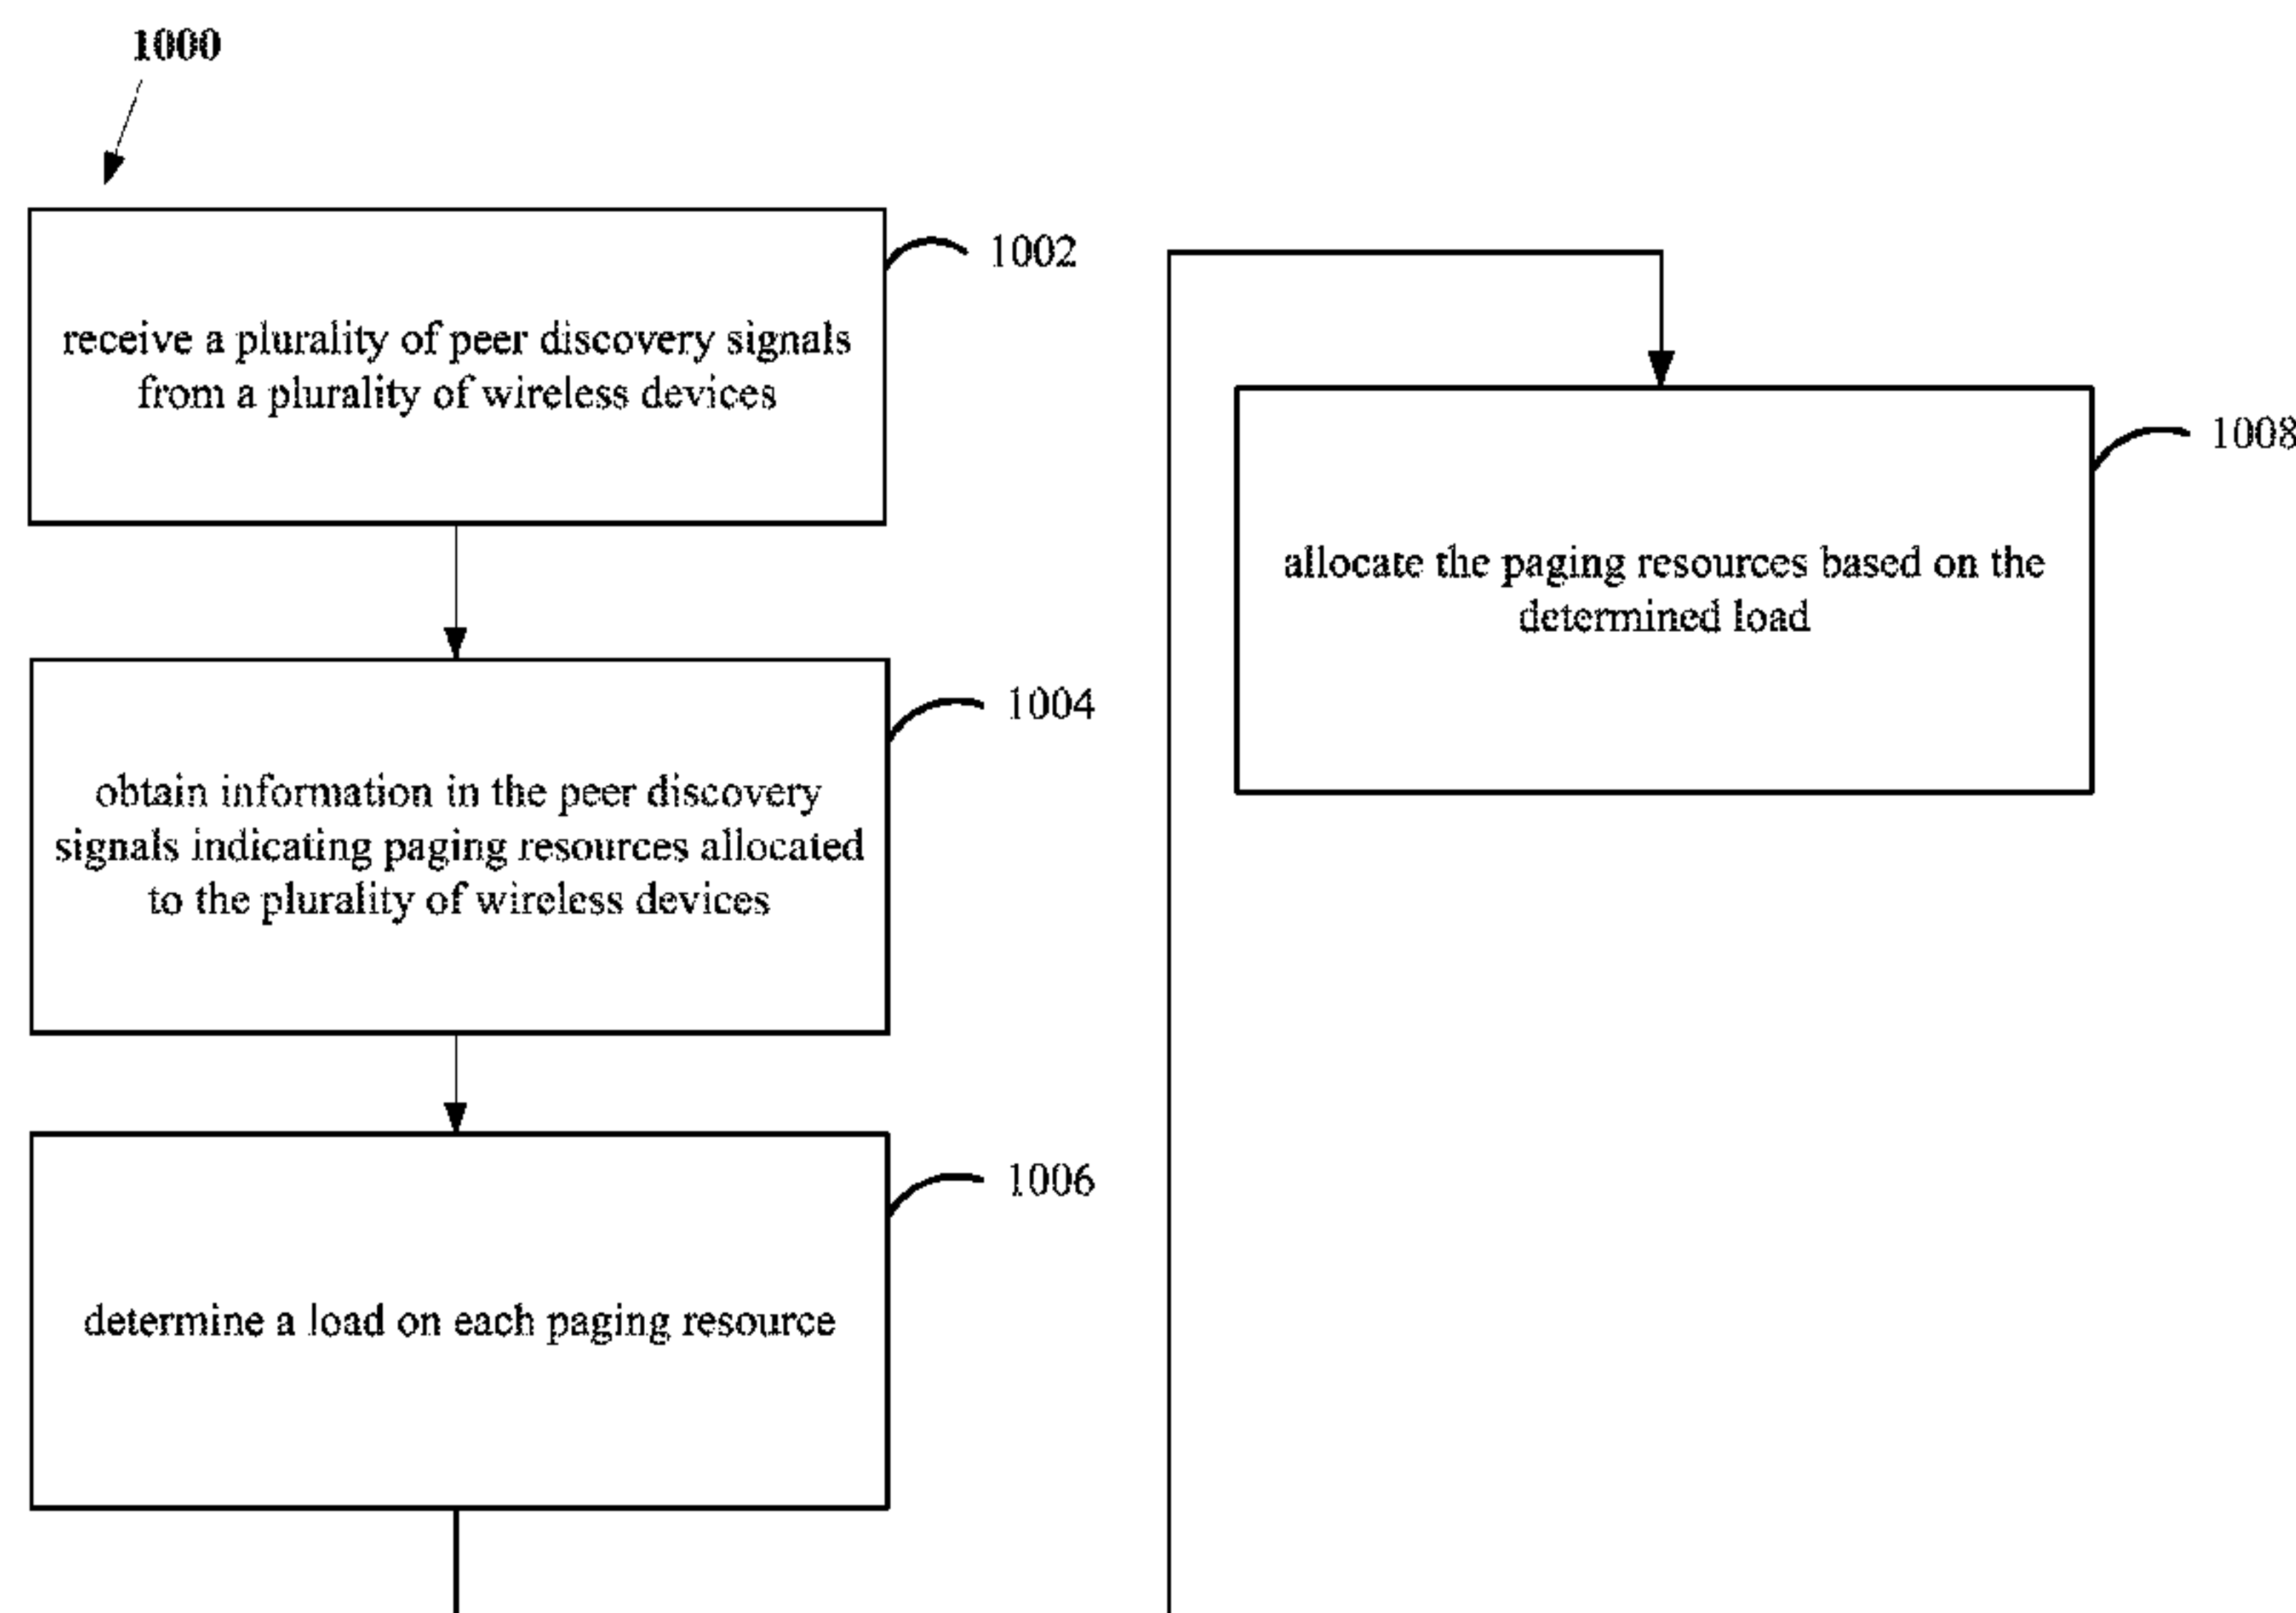 1000
1002
receive a plurality of peer discovery signals
from a plurality of wireless devices
1004
obtain information in the peer discovery
signals indicating paging resources allocated
to the plurality of wireless devices
1006
determine a load on each paging resource
1008
allocate the paging resources based on the
determined load